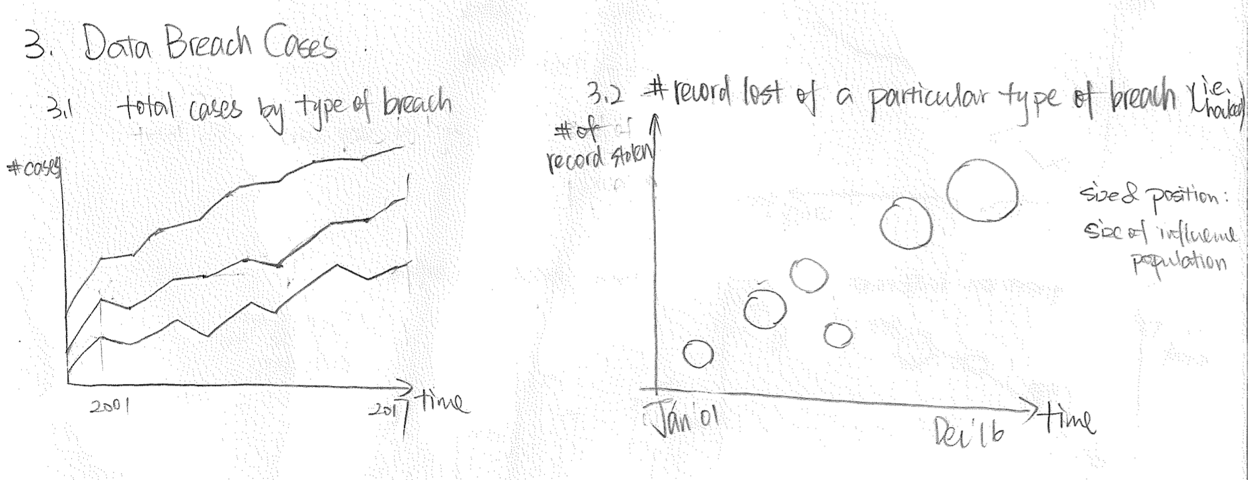 3. Data Breach Cases
3.1 total cases by type of breach
#cases
2001
2017
time
3.2 # record lost of a particular type of breach (i.e. hacked)
# of
record stolen
Jan'01
Dec'16
time
size & position:
size of influence
population